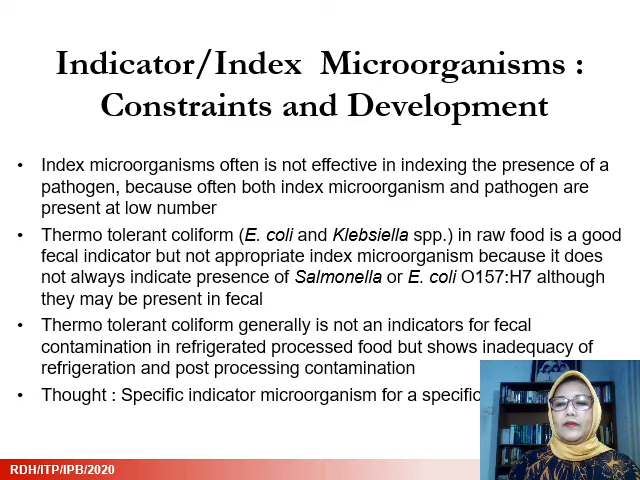 Indicator/Index Microorganisms :
Constraints and Development
• Index microorganisms often is not effective in indexing the presence of a
pathogen, because often both index microorganism and pathogen are
present at low number
• Thermo tolerant coliform (E. coli and Klebsiella spp.) in raw food is a good
fecal indicator but not appropriate index microorganism because it does
not always indicate presence of Salmonella or E. coli O157:H7 although
they may be present in fecal
• Thermo tolerant coliform generally is not an indicators for fecal
contamination in refrigerated processed food but shows inadequacy of
refrigeration and post processing contamination
• Thought : Specific indicator microorganism for a specific
RDH/ITP/IPB/2020